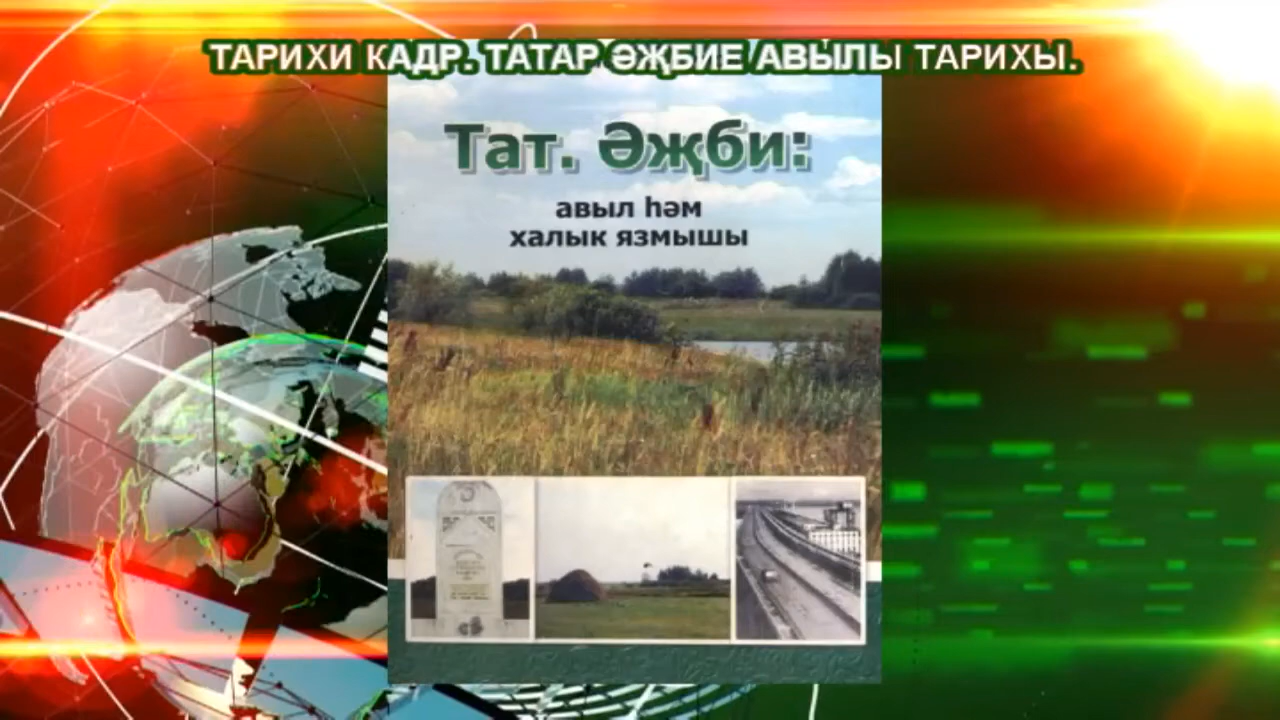 ТАРИХИ КАДР. ТАТАР ӘҖБИЕ АВЫЛЫ ТАРИХЫ.
Тат. Әҗби:
авыл һәм
халык язмышы